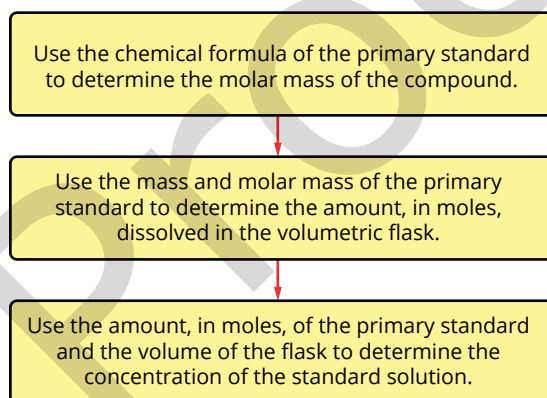 Use the chemical formula of the primary standard
to determine the molar mass of the compound.
Use the mass and molar mass of the primary
standard to determine the amount, in moles,
dissolved in the volumetric flask.
Use the amount, in moles, of the primary standard
and the volume of the flask to determine the
concentration of the standard solution.